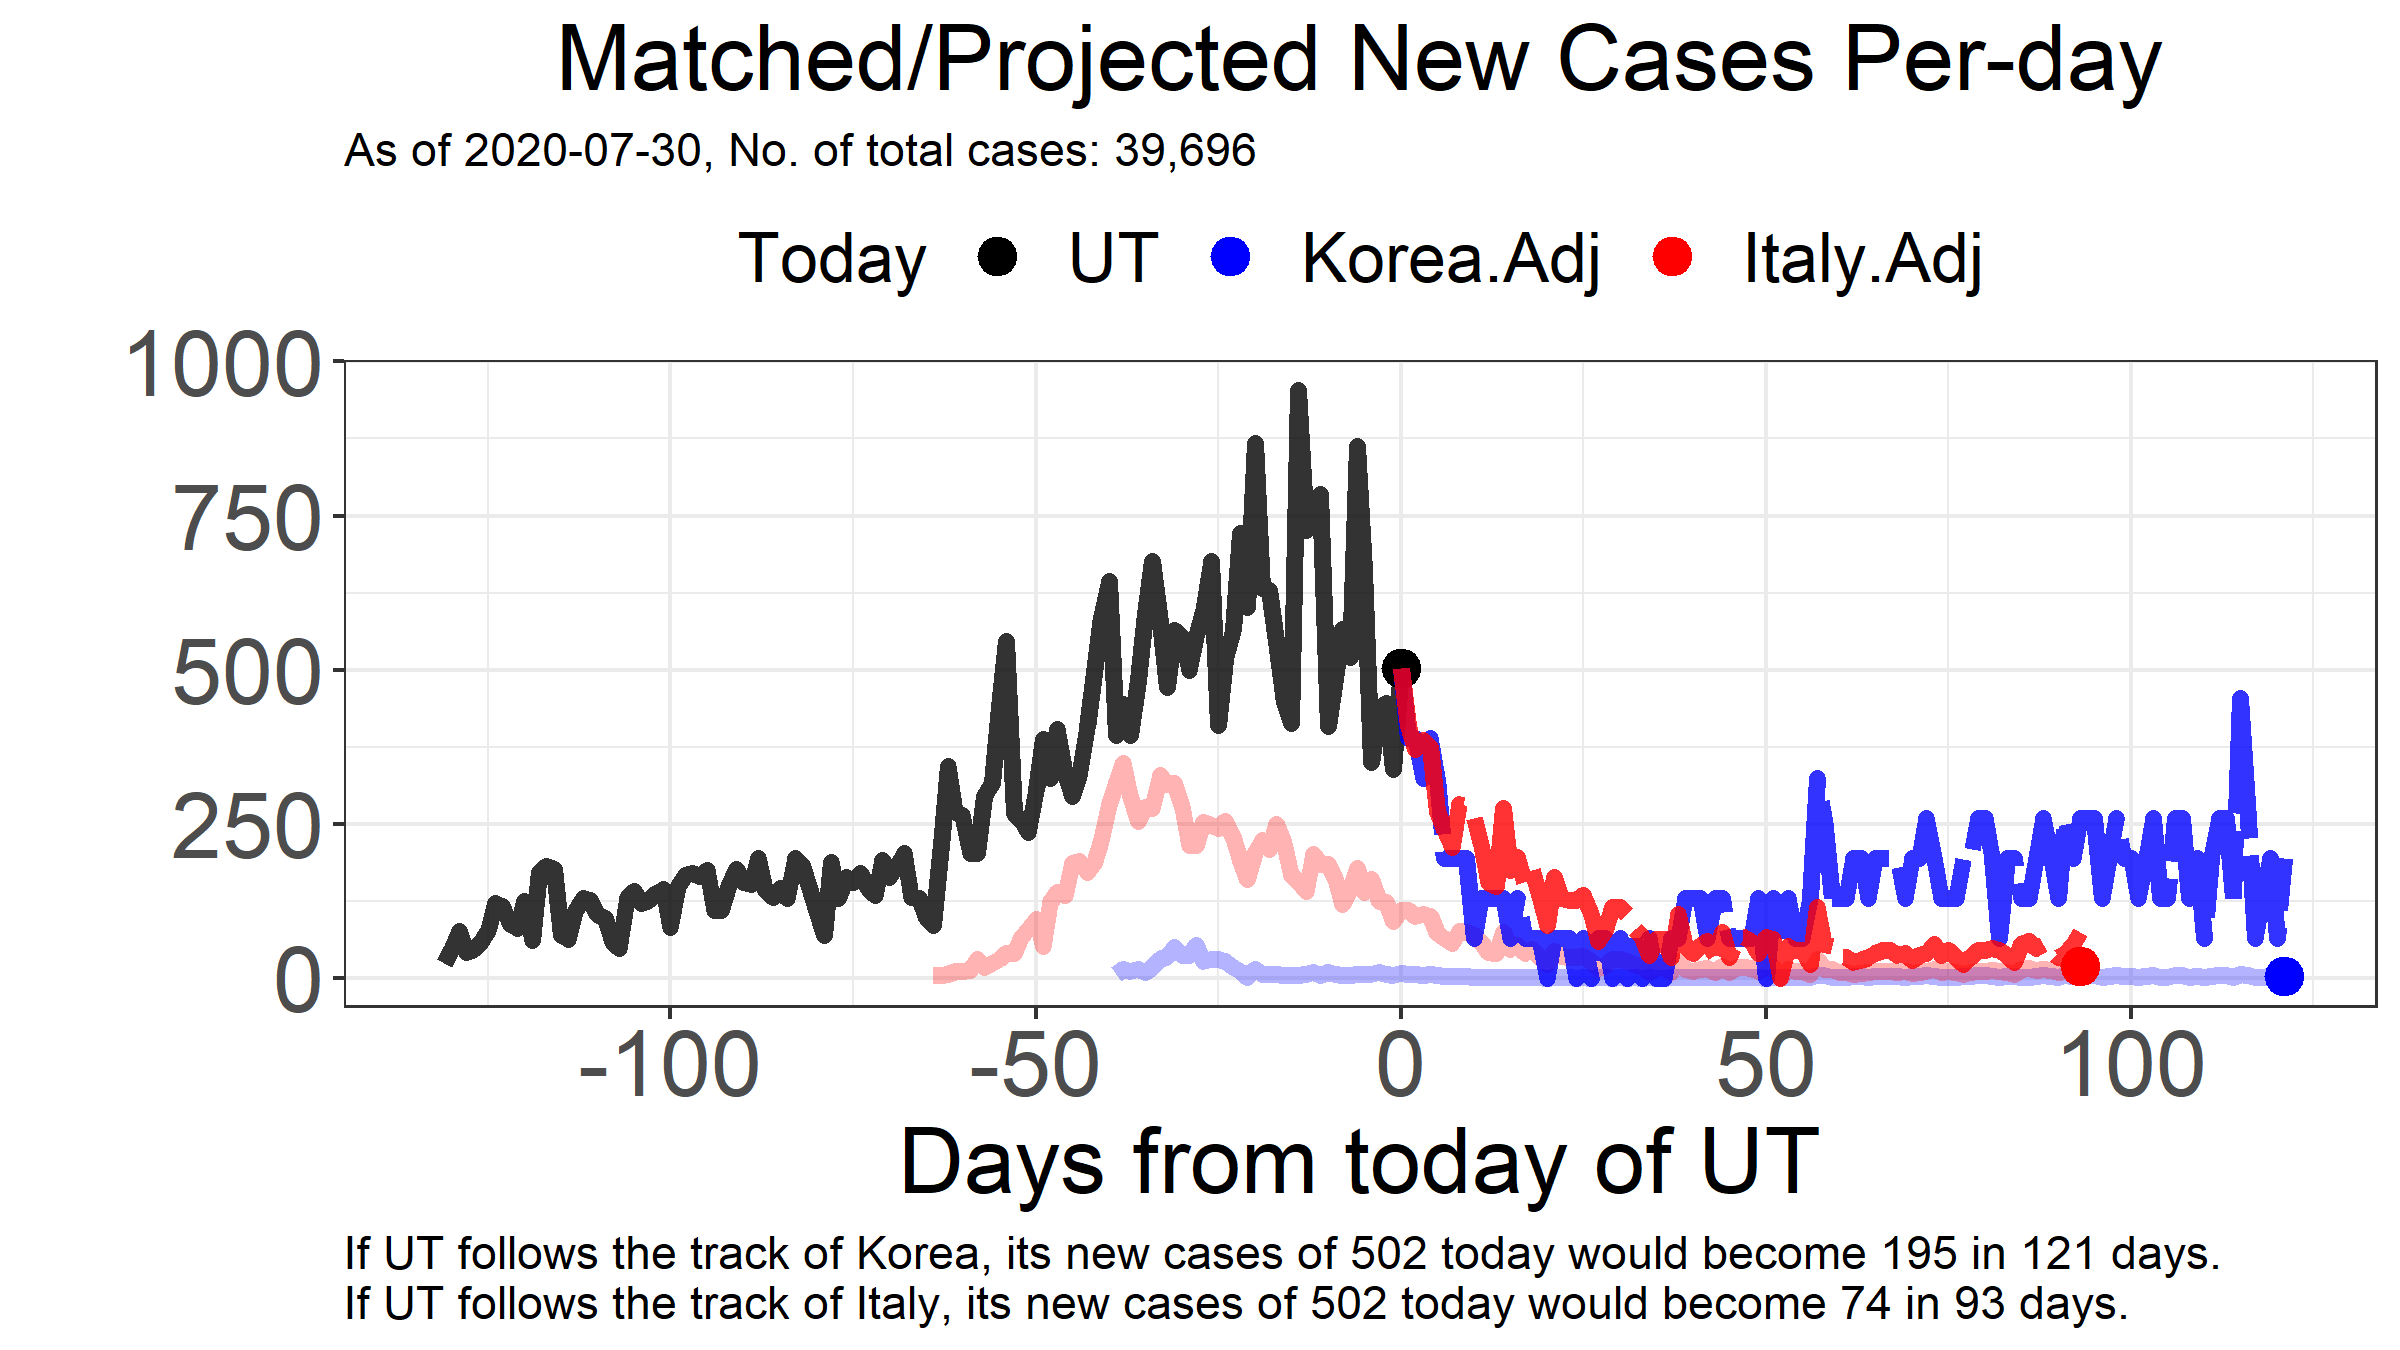 Matched/Projected New Cases Per-day
As of 2020-07-30, No. of total cases: 39,696
Today UT Korea.Adj Italy.Adj
1000
750
500
250
0
-100 -50 0 50 100
Days from today of UT
If UT follows the track of Korea, its new cases of 502 today would become 195 in 121 days.
If UT follows the track of Italy, its new cases of 502 today would become 74 in 93 days.